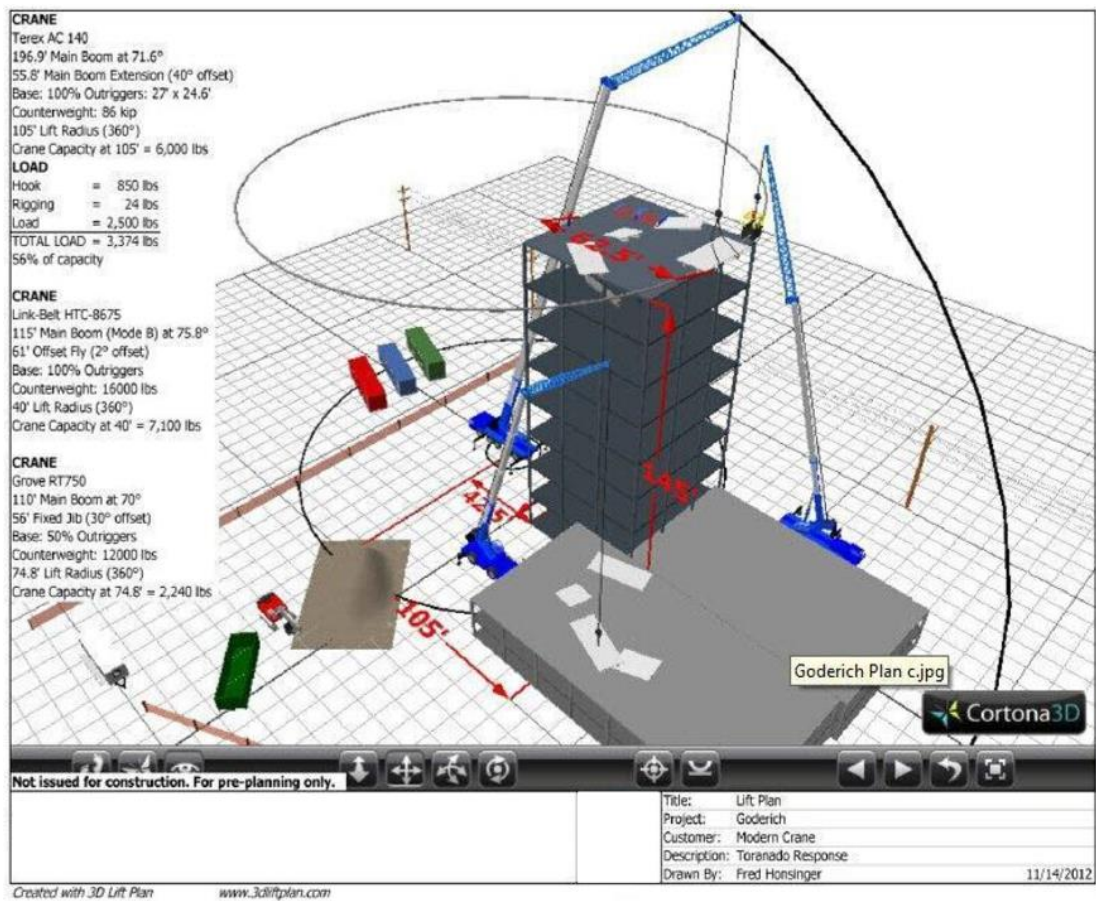 CRANE
Terex AC 140
196.9' Main Boom at 71.6°
55.8' Main Boom Extension (40° offset)
Base: 100% Outriggers: 27' x 24.6'
Counterweight: 86 kip
105' Lift Radius (360°)
Crane Capacity at 105' = 6,000 lbs
LOAD
Hook = 850 lbs
Rigging = 24 lbs
Load = 2,500 lbs
TOTAL LOAD = 3,374 lbs
56% of capacity
CRANE
Link-Belt HTC-8675
115' Main Boom (Mode B) at 75.8°
61' Offset Fly (2° offset)
Base: 100% Outriggers
Counterweight: 16000 lbs
40' Lift Radius (360°)
Crane Capacity at 40' = 7,100 lbs
CRANE
Grove RT750
110' Main Boom at 70°
56' Fixed Jib (30° offset)
Base: 50% Outriggers
Counterweight: 12000 lbs
74.8' Lift Radius (360°)
Crane Capacity at 74.8' = 2,240 lbs
62.5'
145'
42.5'
105'
Goderich Plan c.jpg
Cortona3D
Not issued for construction. For pre-planning only.
Title: Lift Plan
Project: Goderich
Customer: Modern Crane
Description: Toranado Response
Drawn By: Fred Honsinger 11/14/2012
Created with 3D Lift Plan www.3dliftplan.com